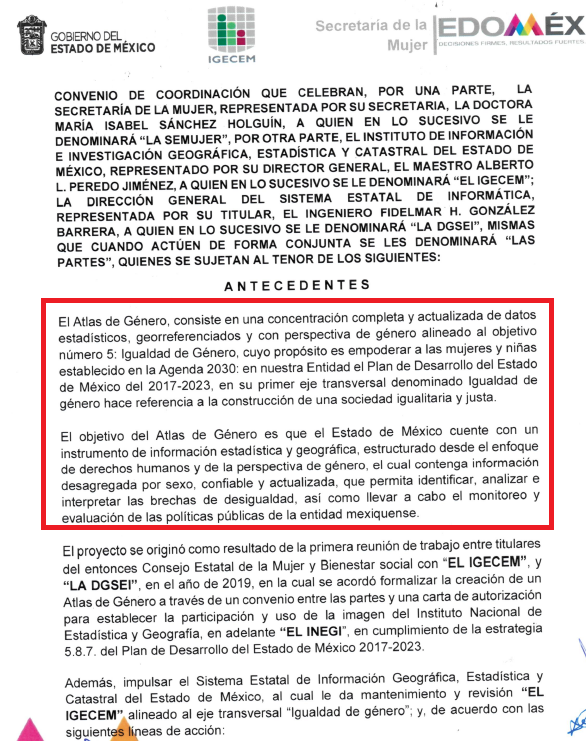 GOBIERNO DEL
ESTADO DE MÉXICO
IGECEM
Secretaría de la
Mujer
EDOMÉX
DECISIONES FIRMES, RESULTADOS FUERTES.
CONVENIO DE COORDINACIÓN QUE CELEBRAN, POR UNA PARTE, LA
SECRETARÍA DE LA MUJER, REPRESENTADA POR SU SECRETARIA, LA DOCTORA
MARÍA ISABEL SÁNCHEZ HOLGUÍN, A QUIEN EN LO SUCESIVO SE LE
DENOMINARÁ “LA SEMUJER”, POR OTRA PARTE, EL INSTITUTO DE INFORMACIÓN
E INVESTIGACIÓN GEOGRÁFICA, ESTADÍSTICA Y CATASTRAL DEL ESTADO DE
MÉXICO, REPRESENTADO POR SU DIRECTOR GENERAL, EL MAESTRO ALBERTO
L. PEREDO JIMÉNEZ, A QUIEN EN LO SUCESIVO SE LE DENOMINARÁ “EL IGECEM”;
LA DIRECCIÓN GENERAL DEL SISTEMA ESTATAL DE INFORMÁTICA,
REPRESENTADA POR SU TITULAR, EL INGENIERO FIDELMAR H. GONZÁLEZ
BARRERA, A QUIEN EN LO SUCESIVO SE LE DENOMINARÁ “LA DGSEI”, MISMAS
QUE CUANDO ACTÚEN DE FORMA CONJUNTA SE LES DENOMINARÁ “LAS
PARTES”, QUIENES SE SUJETAN AL TENOR DE LOS SIGUIENTES:
ANTECEDENTES
El Atlas de Género, consiste en una concentración completa y actualizada de datos
estadísticos, georreferenciados y con perspectiva de género alineado al objetivo
número 5: Igualdad de Género, cuyo propósito es empoderar a las mujeres y niñas
establecido en la Agenda 2030: en nuestra Entidad el Plan de Desarrollo del Estado
de México del 2017-2023, en su primer eje transversal denominado Igualdad de
género hace referencia a la construcción de una sociedad igualitaria y justa.
El objetivo del Atlas de Género es que el Estado de México cuente con un
instrumento de información estadística y geográfica, estructurado desde el enfoque
de derechos humanos y de la perspectiva de género, el cual contenga información
desagregada por sexo, confiable y actualizada, que permita identificar, analizar e
interpretar las brechas de desigualdad, así como llevar a cabo el monitoreo y
evaluación de las políticas públicas de la entidad mexiquense.
El proyecto se originó como resultado de la primera reunión de trabajo entre titulares
del entonces Consejo Estatal de la Mujer y Bienestar social con “EL IGECEM”, y
“LA DGSEI”, en el año de 2019, en la cual se acordó formalizar la creación de un
Atlas de Género a través de un convenio entre las partes y una carta de autorización
para establecer la participación y uso de la imagen del Instituto Nacional de
Estadística y Geografía, en adelante “EL INEGI”, en cumplimiento de la estrategia
5.8.7. del Plan de Desarrollo del Estado de México 2017-2023.
Además, impulsar el Sistema Estatal de Información Geográfica, Estadística y
Catastral del Estado de México, al cual le da mantenimiento y revisión “EL
IGECEM” alineado al eje transversal “Igualdad de género”; y, de acuerdo con las
siguientes líneas de acción: